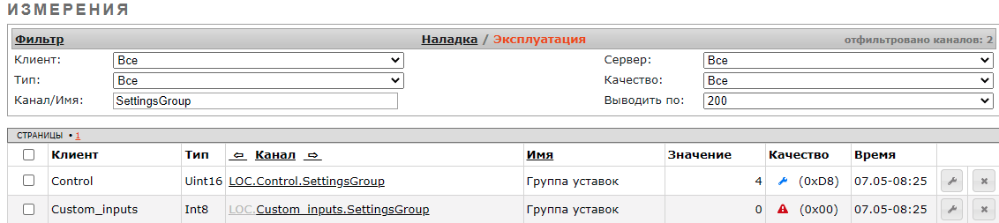 ИЗМЕРЕНИЯ
Фильтр Наладка / Эксплуатация отфильтровано каналов: 2
Клиент: Все Сервер: Все
Тип: Все Качество: Все
Канал/Имя: SettingsGroup Выводить по: 200
СТРАНИЦЫ • 1
Клиент Тип ⇦ Канал ⇨ Имя Значение Качество Время
Control Uint16 LOC.Control.SettingsGroup Группа уставок 4 (0xD8) 07.05-08:25
Custom_inputs Int8 LOC.Custom_inputs.SettingsGroup Группа уставок 0 (0x00) 07.05-08:25